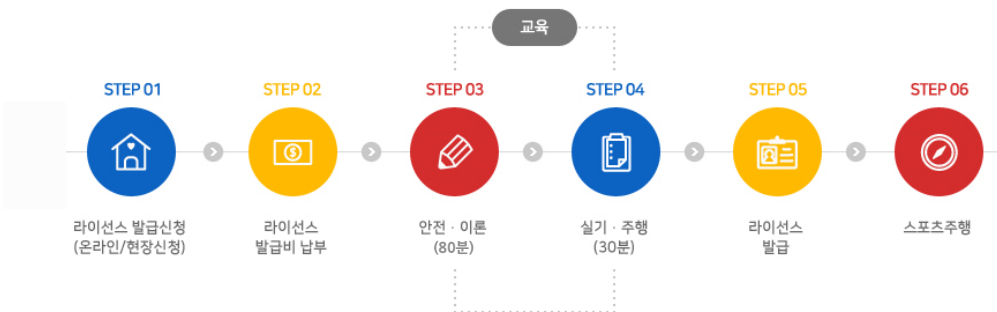 교육
STEP 01
STEP 02
STEP 03
STEP 04
STEP 05
STEP 06
라이선스 발급신청
(온라인/현장신청)
라이선스
발급비 납부
안전 · 이론
(80분)
실기 · 주행
(30분)
라이선스
발급
스포츠주행